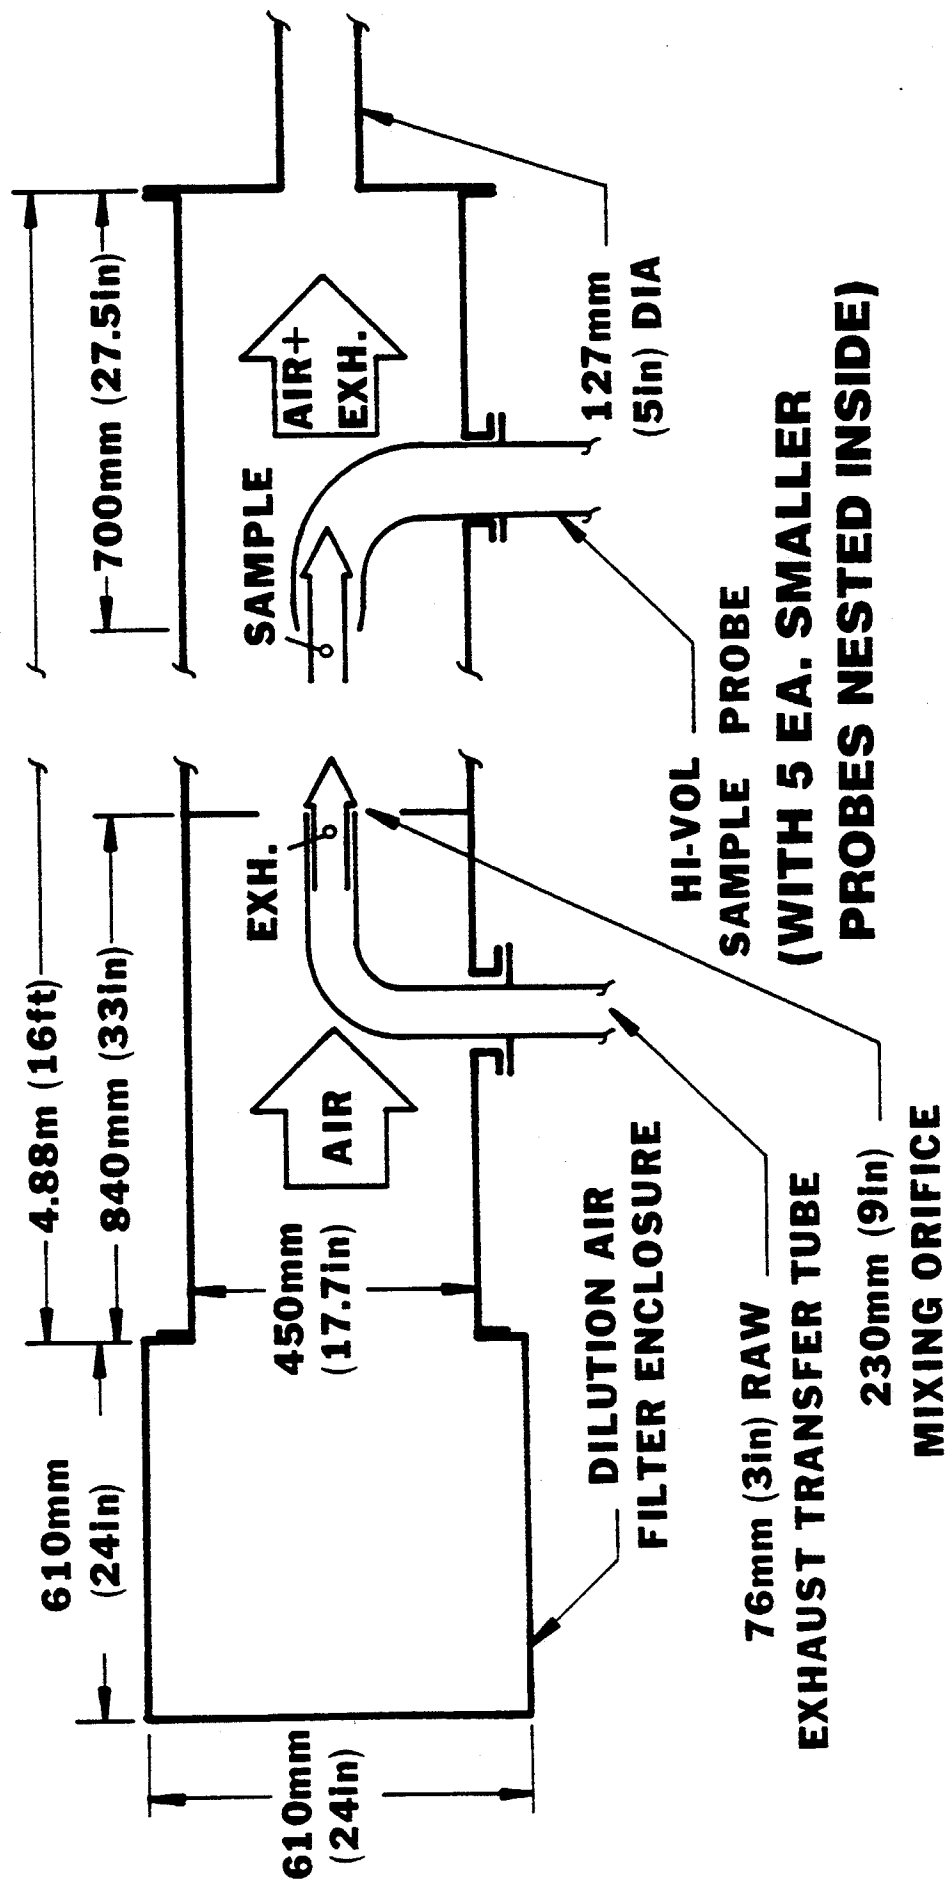 4.88m (16ft)
610mm
(24in)
840mm (33in)
700mm (27.5in)
610mm
(24in)
450mm
(17.7in)
AIR
EXH.
SAMPLE
AIR+
EXH.
127mm
(5in) DIA
DILUTION AIR
FILTER ENCLOSURE
HI-VOL
SAMPLE PROBE
(WITH 5 EA. SMALLER
PROBES NESTED INSIDE)
76mm (3in) RAW
EXHAUST TRANSFER TUBE
230mm (9in)
MIXING ORIFICE